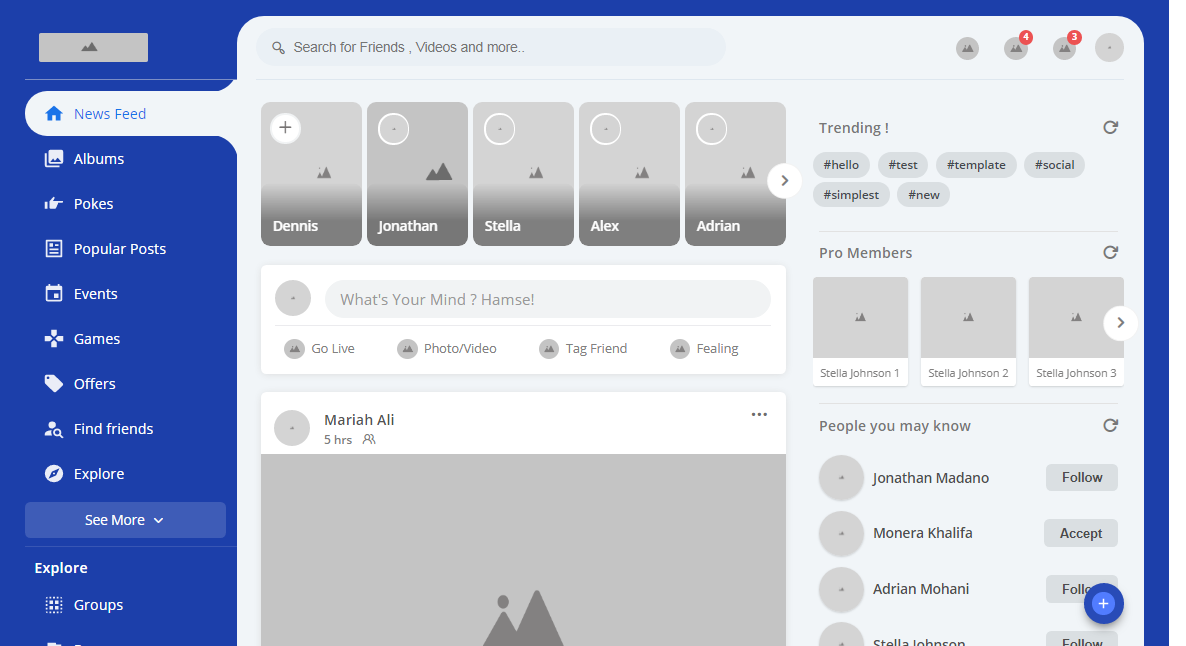 Search for Friends , Videos and more..
4
3
News Feed
Albums
Pokes
Popular Posts
Events
Games
Offers
Find friends
Explore
See More
Explore
Groups
Dennis
Jonathan
Stella
Alex
Adrian
What's Your Mind ? Hamse!
Go Live
Photo/Video
Tag Friend
Fealing
Mariah Ali
5 hrs
Trending !
#hello
#test
#template
#social
#simplest
#new
Pro Members
Stella Johnson 1
Stella Johnson 2
Stella Johnson 3
People you may know
Jonathan Madano
Follow
Monera Khalifa
Accept
Adrian Mohani
Follow
Stella Johnson
Follow